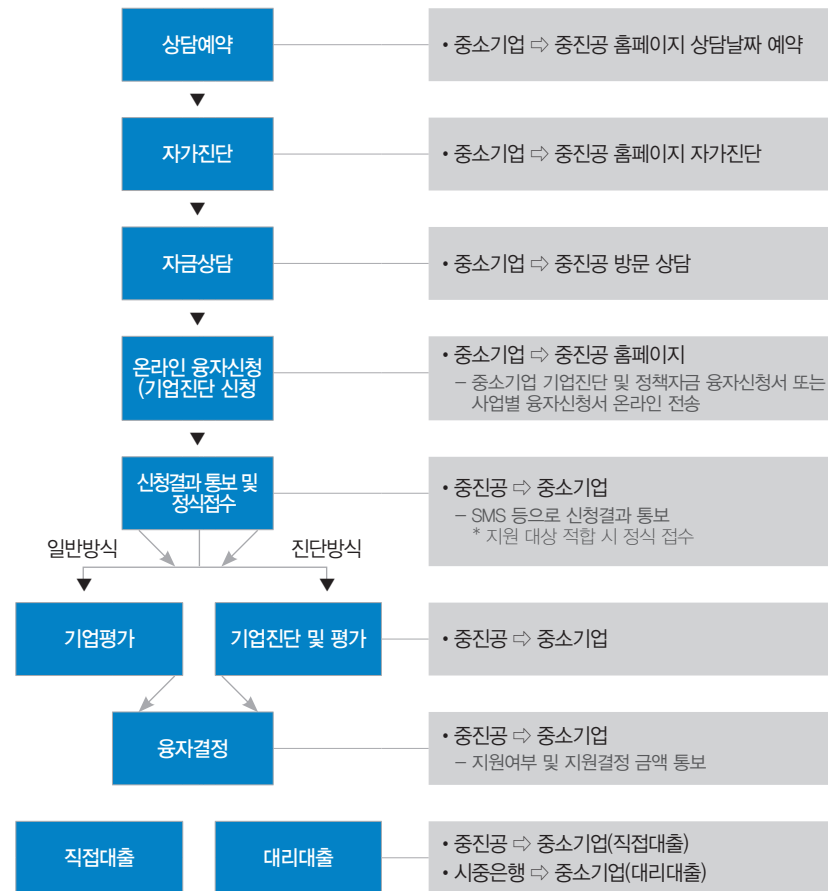 상담예약
• 중소기업 ⇨ 중진공 홈페이지 상담날짜 예약
▼
자가진단
• 중소기업 ⇨ 중진공 홈페이지 자가진단
▼
자금상담
• 중소기업 ⇨ 중진공 방문 상담
▼
온라인 융자신청
(기업진단 신청
• 중소기업 ⇨ 중진공 홈페이지
– 중소기업 기업진단 및 정책자금 융자신청서 또는
사업별 융자신청서 온라인 전송
▼
신청결과 통보 및
정식접수
• 중진공 ⇨ 중소기업
– SMS 등으로 신청결과 통보
* 지원 대상 적합 시 정식 접수
일반방식
진단방식
▼ ▼
기업평가
기업진단 및 평가
• 중진공 ⇨ 중소기업
융자결정
• 중진공 ⇨ 중소기업
– 지원여부 및 지원결정 금액 통보
직접대출
대리대출
• 중진공 ⇨ 중소기업(직접대출)
• 시중은행 ⇨ 중소기업(대리대출)